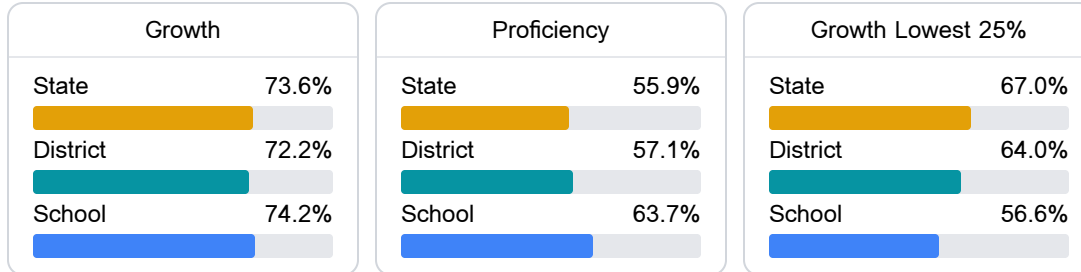 Growth
State 73.6%
District 72.2%
School 74.2%
Proficiency
State 55.9%
District 57.1%
School 63.7%
Growth Lowest 25%
State 67.0%
District 64.0%
School 56.6%